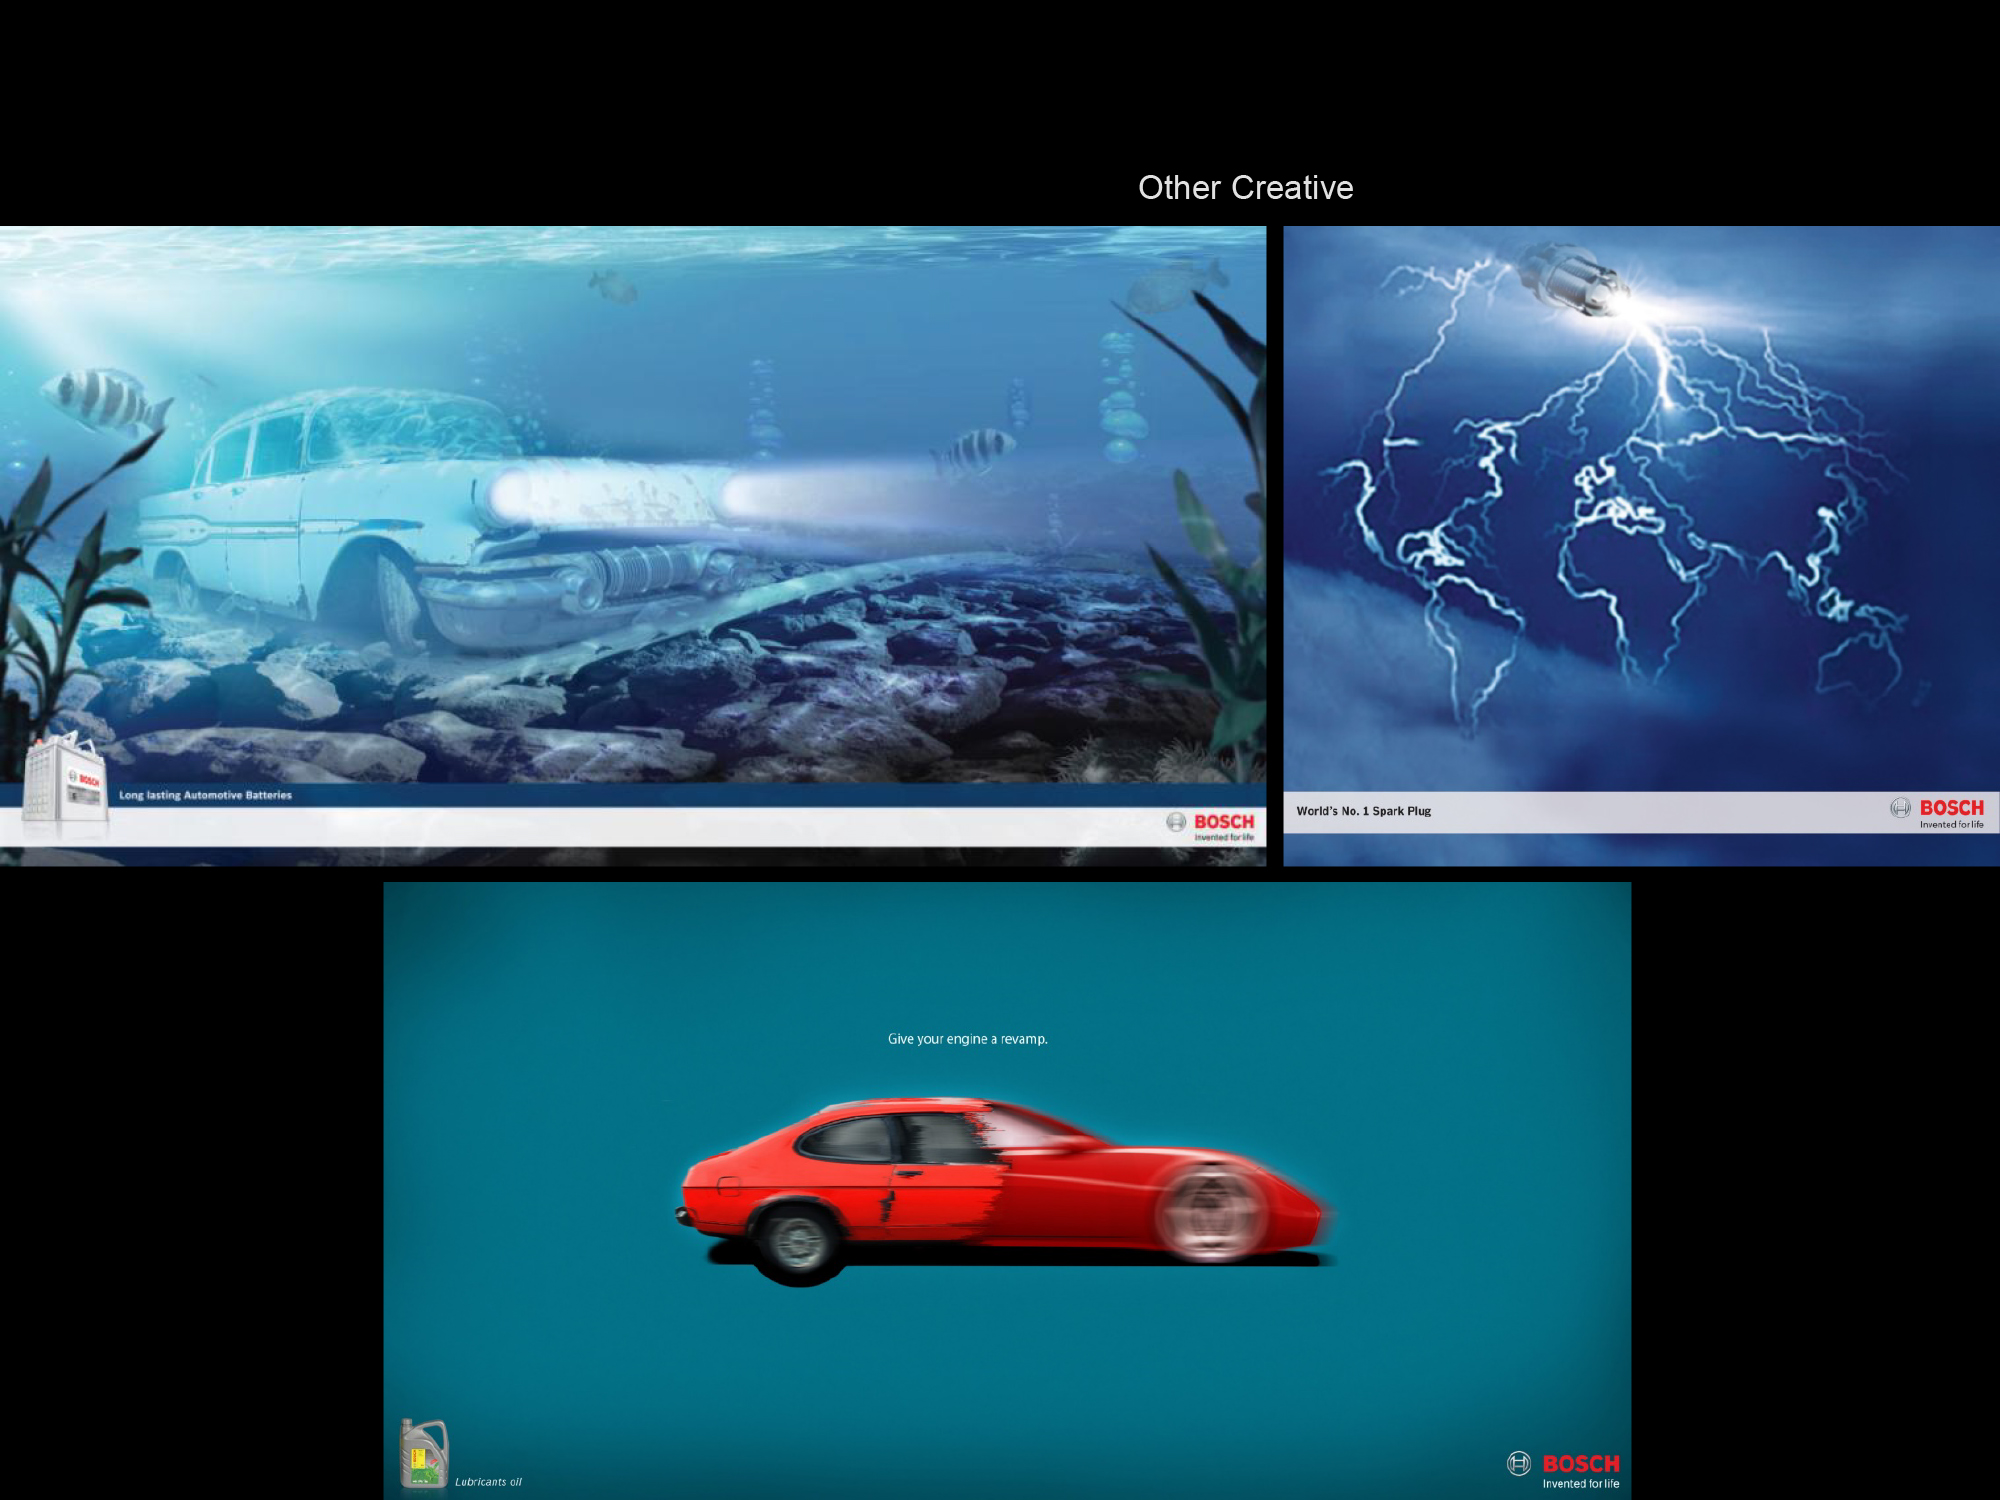 Other Creative
BOSCH
Long lasting Automotive Batteries
BOSCH
Invented for life
World's No. 1 Spark Plug
BOSCH
Invented for life
Give your engine a revamp.
Lubricants oil
BOSCH
Invented for life